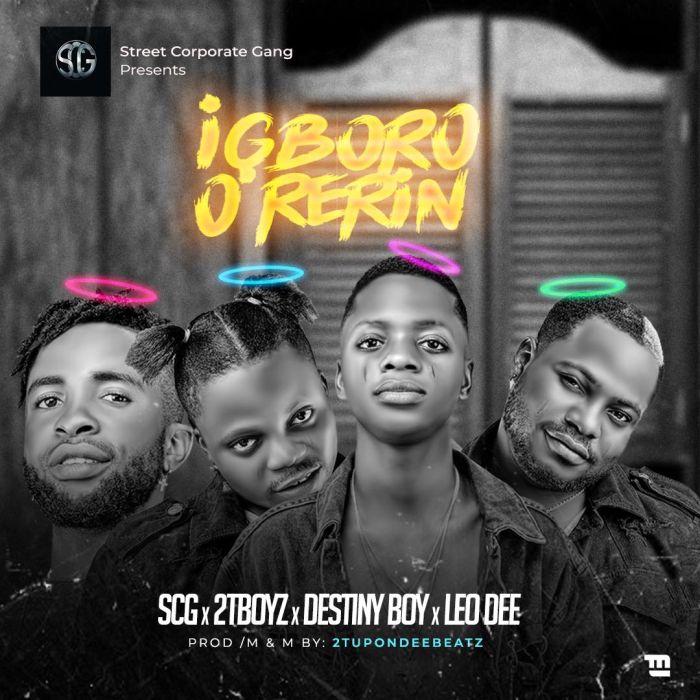 SCG
Street Corporate Gang
Presents
iGBORO
O'RERiN
SCG x 2TBOYZ x DESTINY BOY x LEO DEE
PROD /M & M BY: 2TUPONDEEBEATZ